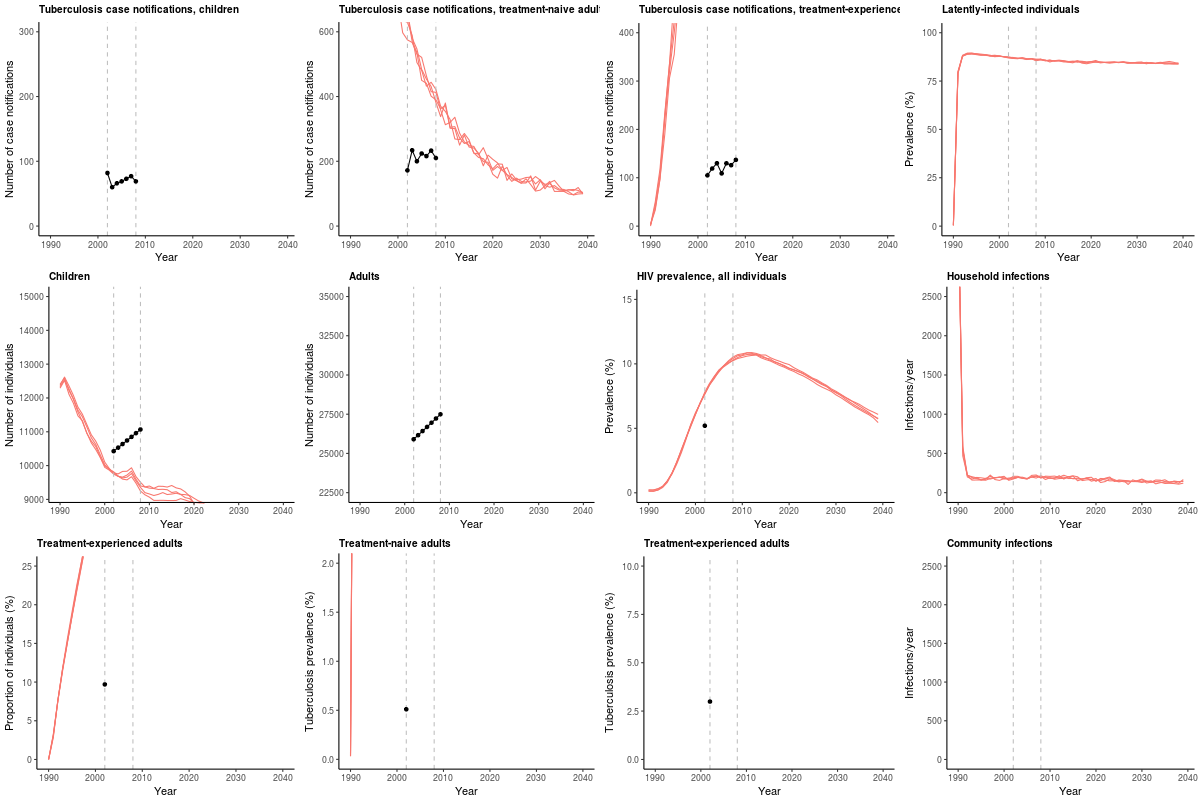 Tuberculosis case notifications, children
Number of case notifications
300
200
100
0
1990 2000 2010 2020 2030 2040
Year
Tuberculosis case notifications, treatment-naive adul
Number of case notifications
600
400
200
0
1990 2000 2010 2020 2030 2040
Year
Tuberculosis case notifications, treatment-experience
Number of case notifications
400
300
200
100
0
1990 2000 2010 2020 2030 2040
Year
Latently-infected individuals
Prevalence (%)
100
75
50
25
0
1990 2000 2010 2020 2030 2040
Year
Children
Number of individuals
15000
14000
13000
12000
11000
10000
9000
1990 2000 2010 2020 2030 2040
Year
Adults
Number of individuals
35000
32500
30000
27500
25000
22500
1990 2000 2010 2020 2030 2040
Year
HIV prevalence, all individuals
Prevalence (%)
15
10
5
0
1990 2000 2010 2020 2030 2040
Year
Household infections
Infections/year
2500
2000
1500
1000
500
0
1990 2000 2010 2020 2030 2040
Year
Treatment-experienced adults
Proportion of individuals (%)
25
20
15
10
5
0
1990 2000 2010 2020 2030 2040
Year
Treatment-naive adults
Tuberculosis prevalence (%)
2.0
1.5
1.0
0.5
0.0
1990 2000 2010 2020 2030 2040
Year
Treatment-experienced adults
Tuberculosis prevalence (%)
10.0
7.5
5.0
2.5
0.0
1990 2000 2010 2020 2030 2040
Year
Community infections
Infections/year
2500
2000
1500
1000
500
0
1990 2000 2010 2020 2030 2040
Year